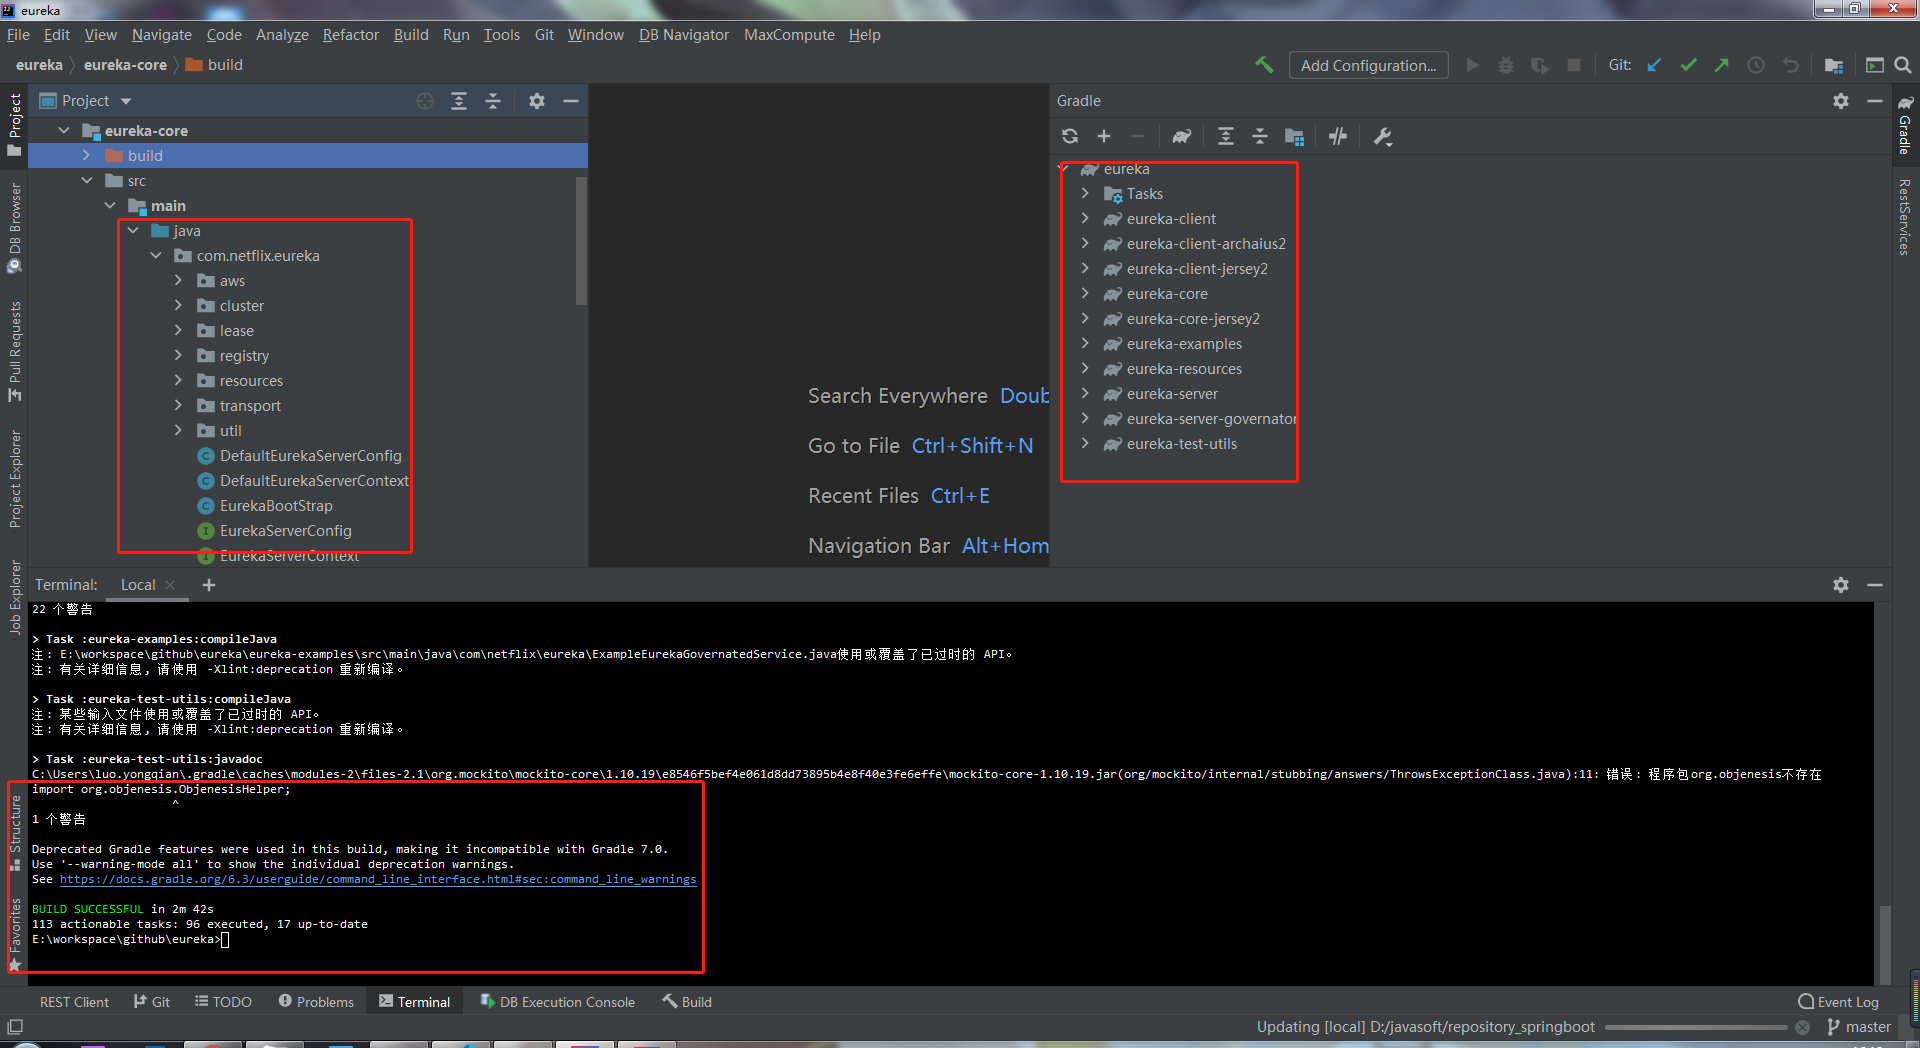 eureka
File Edit View Navigate Code Analyze Refactor Build Run Tools Git Window DB Navigator MaxCompute Help
eureka eureka-core build
Add Configuration... Git:
Project
eureka-core
build
src
main
java
com.netflix.eureka
aws
cluster
lease
registry
resources
transport
util
DefaultEurekaServerConfig
DefaultEurekaServerContext
EurekaBootStrap
EurekaServerConfig
EurekaServerContext
Project
DB Browser
Pull Requests
Project Explorer
Job Explorer
Structure
Favorites
Search Everywhere Doub
Go to File Ctrl+Shift+N
Recent Files Ctrl+E
Navigation Bar Alt+Hom
Gradle
eureka
Tasks
eureka-client
eureka-client-archaius2
eureka-client-jersey2
eureka-core
eureka-core-jersey2
eureka-examples
eureka-resources
eureka-server
eureka-server-governator
eureka-test-utils
Gradle
RestServices
Terminal: Local
22 个警告
> Task :eureka-examples:compileJava
注: E:\workspace\github\eureka\eureka-examples\src\main\java\com\netflix\eureka\ExampleEurekaGovernatedService.java使用或覆盖了已过时的 API。
注: 有关详细信息, 请使用 -Xlint:deprecation 重新编译。
> Task :eureka-test-utils:compileJava
注: 某些输入文件使用或覆盖了已过时的 API。
注: 有关详细信息, 请使用 -Xlint:deprecation 重新编译。
> Task :eureka-test-utils:javadoc
C:\Users\luo.yongqian\.gradle\caches\modules-2\files-2.1\org.mockito\mockito-core\1.10.19\e8546f5bef4e061d8dd73895b4e8f40e3fe6effe\mockito-core-1.10.19.jar(org/mockito/internal/stubbing/answers/ThrowsExceptionClass.java):11: 错误: 程序包org.objenesis不存在
import org.objenesis.ObjenesisHelper;
^
1 个警告
Deprecated Gradle features were used in this build, making it incompatible with Gradle 7.0.
Use '--warning-mode all' to show the individual deprecation warnings.
See https://docs.gradle.org/6.3/userguide/command_line_interface.html#sec:command_line_warnings
BUILD SUCCESSFUL in 2m 42s
113 actionable tasks: 96 executed, 17 up-to-date
E:\workspace\github\eureka>
REST Client Git TODO Problems Terminal DB Execution Console Build Event Log
Updating [local] D:/javasoft/repository_springboot master